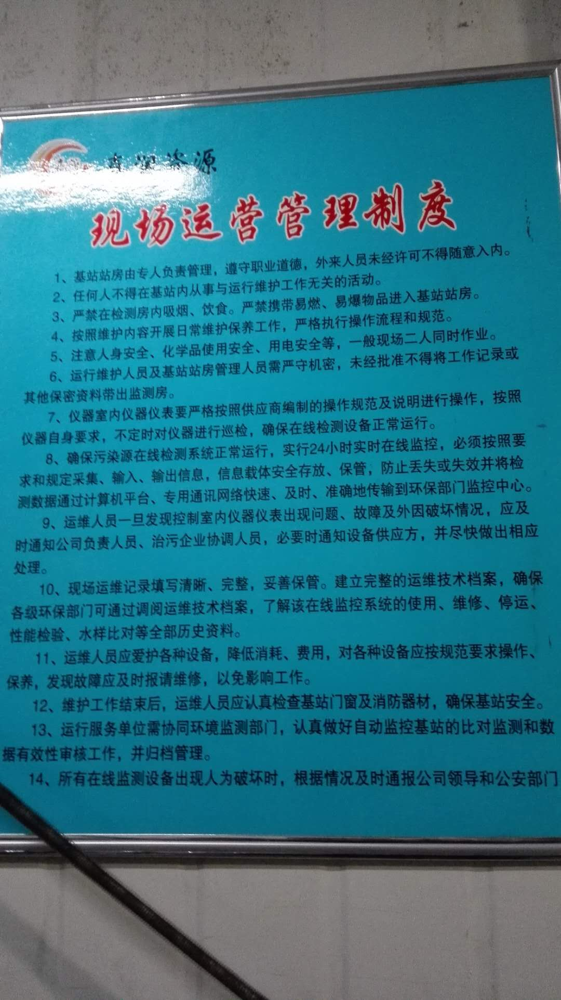 资源
现场运营管理制度
1、基站站房由专人负责管理，遵守职业道德，外来人员未经许可不得随意入内。
2、任何人不得在基站内从事与运行维护工作无关的活动。
3、严禁在检测房内吸烟、饮食。严禁携带易燃、易爆物品进入基站站房。
4、按照维护内容开展日常维护保养工作，严格执行操作流程和规范。
5、注意人身安全、化学品使用安全、用电安全等，一般现场二人同时作业。
6、运行维护人员及基站站房管理人员需严守机密，未经批准不得将工作记录或
其他保密资料带出监测房。
7、仪器室内仪器仪表要严格按照供应商编制的操作规范及说明进行操作，按照
仪器自身要求，不定时对仪器进行巡检，确保在线检测设备正常运行。
8、确保污染源在线检测系统正常运行，实行24小时实时在线监控，必须按照要
求和规定采集、输入、输出信息，信息载体安全存放、保管，防止丢失或失效并将检
测数据通过计算机平台、专用通讯网络快速、及时、准确地传输到环保部门监控中心。
9、运维人员一旦发现控制室内仪器仪表出现问题、故障及外因破坏情况，应及
时通知公司负责人员、治污企业协调人员，必要时通知设备供应方，并尽快做出相应
处理。
10、现场运维记录填写清晰、完整，妥善保管。建立完整的运维技术档案，确保
各级环保部门可通过调阅运维技术档案，了解该在线监控系统的使用、维修、停运、
性能检验、水样比对等全部历史资料。
11、运维人员应爱护各种设备，降低消耗、费用，对各种设备应按规范要求操作、
保养，发现故障应及时报请维修，以免影响工作。
12、维护工作结束后，运维人员应认真检查基站门窗及消防器材，确保基站安全。
13、运行服务单位需协同环境监测部门，认真做好自动监控基站的比对监测和数
据有效性审核工作，并归档管理。
14、所有在线监测设备出现人为破坏时，根据情况及时通报公司领导和公安部门